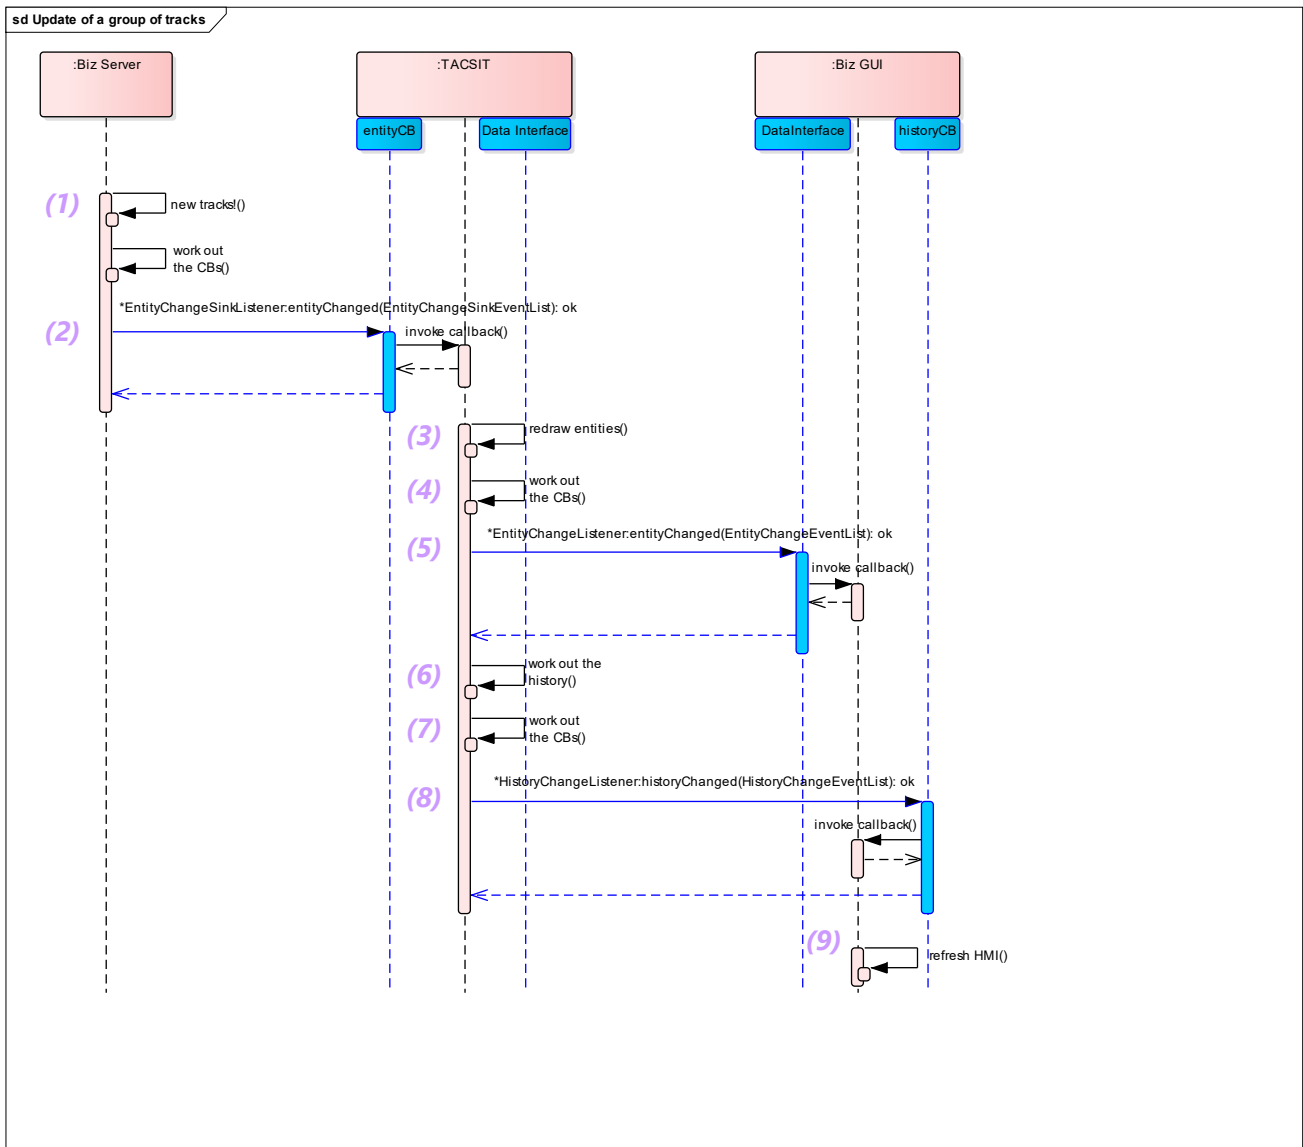 sd Update of a group of tracks
:Biz Server
:TACSIT
:Biz GUI
entityCB
Data Interface
DataInterface
historyCB
(1)
new tracks!()
work out
the CBs()
*EntityChangeSinkListener:entityChanged(EntityChangeSinkEventList): ok
(2)
invoke callback()
(3)
redraw entities()
(4)
work out
the CBs()
*EntityChangeListener:entityChanged(EntityChangeEventList): ok
(5)
invoke callback()
(6)
work out the
history()
(7)
work out
the CBs()
*HistoryChangeListener:historyChanged(HistoryChangeEventList): ok
(8)
invoke callback()
(9)
refresh HMI()